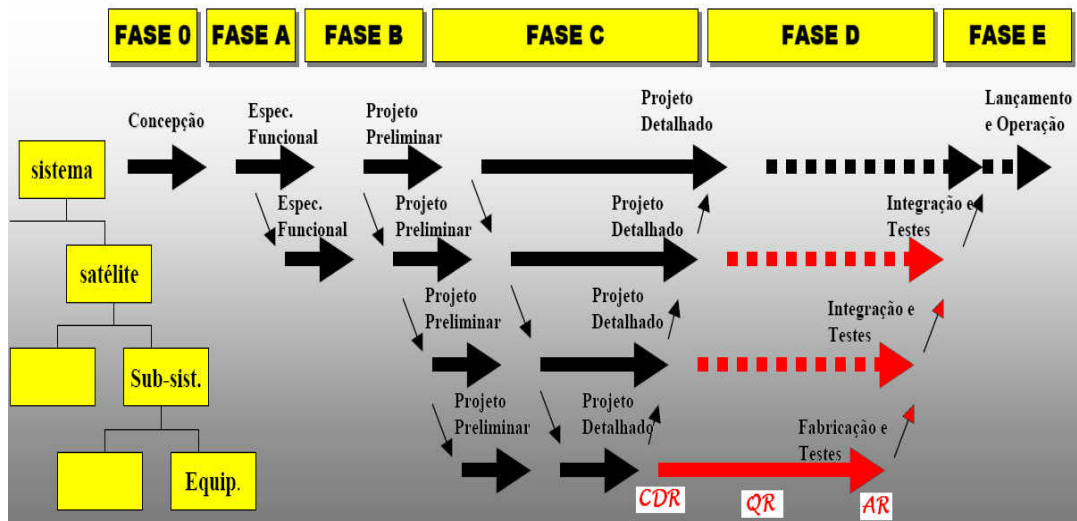 FASE 0
FASE A
FASE B
FASE C
FASE D
FASE E
Concepção
Espec.
Funcional
Projeto
Preliminar
Projeto
Detalhado
Lançamento
e Operação
sistema
Espec.
Funcional
Projeto
Preliminar
Projeto
Detalhado
Integração e
Testes
satélite
Projeto
Preliminar
Projeto
Detalhado
Integração e
Testes
Sub-sist.
Projeto
Preliminar
Projeto
Detalhado
Fabricação e
Testes
Equip.
CDR
QR
AR